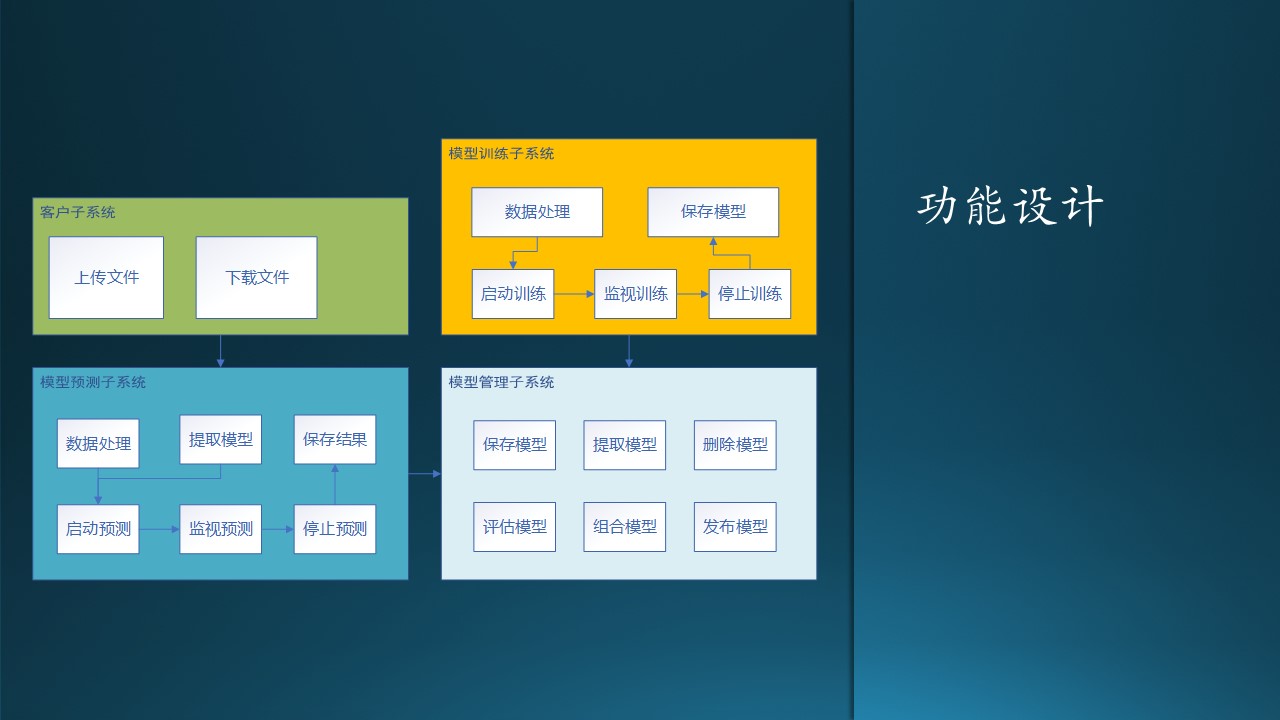 功能设计
客户子系统
上传文件
下载文件
模型训练子系统
数据处理
保存模型
启动训练
监视训练
停止训练
模型预测子系统
数据处理
提取模型
保存结果
启动预测
监视预测
停止预测
模型管理子系统
保存模型
提取模型
删除模型
评估模型
组合模型
发布模型